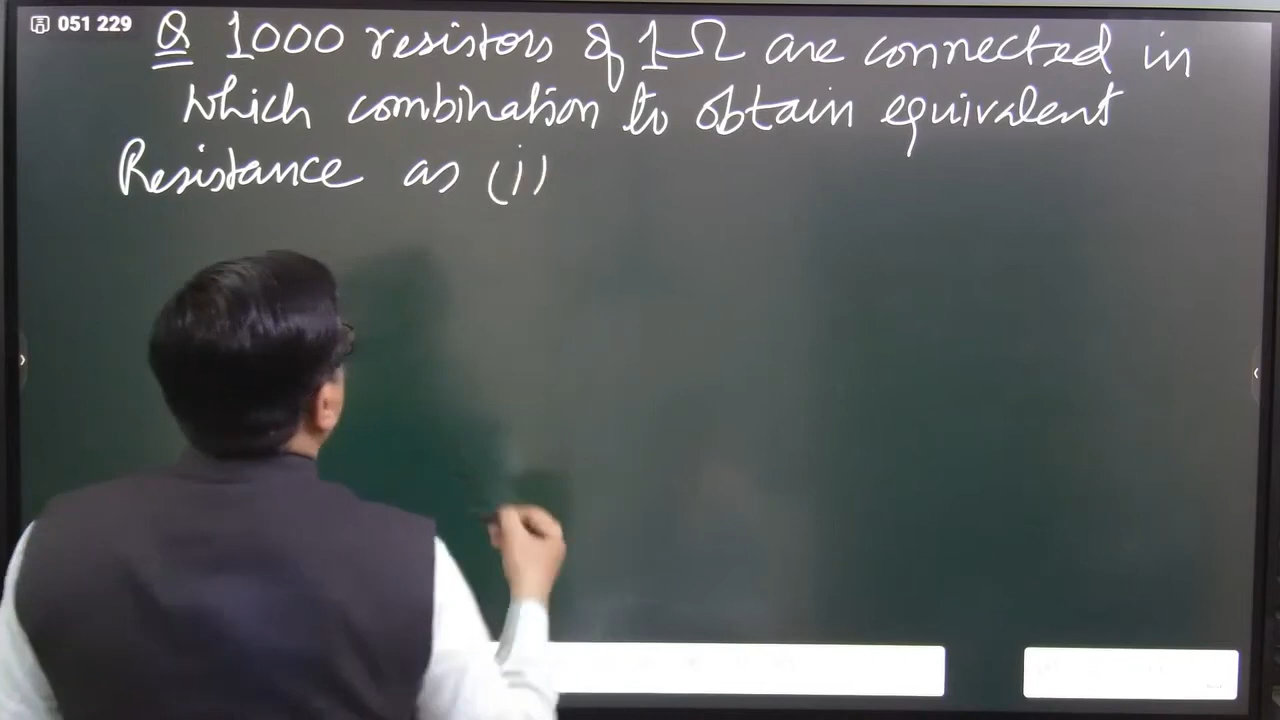 051 229
Q 1000 resistors of 1Ω are connected in
which combination to obtain equivalent
Resistance as (i)